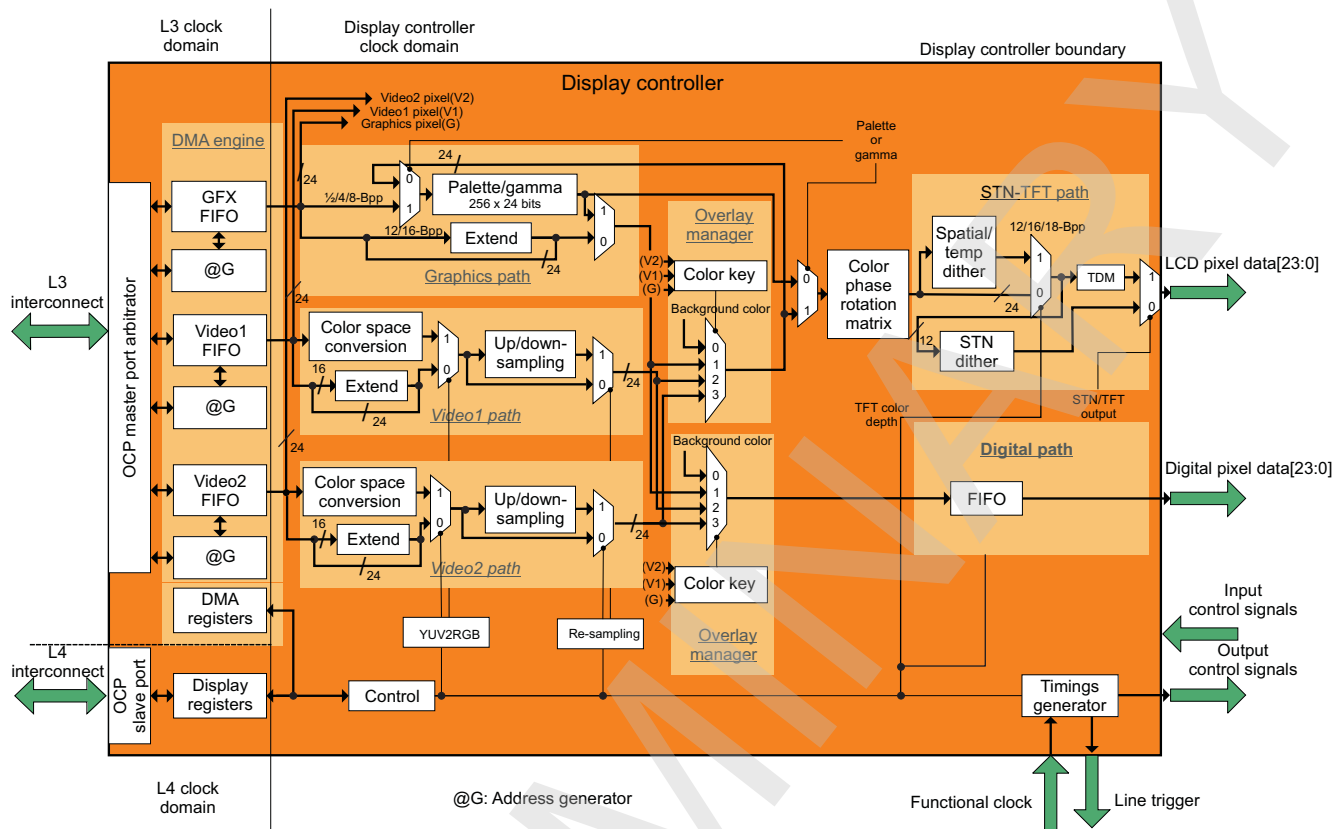 L3 clock
domain
Display controller
clock domain
Display controller boundary
Display controller
Video2 pixel(V2)
Video1 pixel(V1)
Graphics pixel(G)
DMA engine
24
24
Palette
or
gamma
GFX
FIFO
½/4/8-Bpp
0
1
Palette/gamma
256 x 24 bits
1
0
12/16-Bpp
Extend
24
Graphics path
@G
24
Overlay
manager
(V2)
(V1)
(G)
Color key
Background color
0
1
2
3
0
1
Color
phase
rotation
matrix
STN-TFT path
Spatial/
temp
dither
12/16/18-Bpp
1
0
24
TDM
1
0
12
STN
dither
LCD pixel data[23:0]
L3
interconnect
OCP master port arbitrator
Video1
FIFO
Color space
conversion
1
0
Up/down-
sampling
1
0
24
16
Extend
24
Video1 path
@G
24
TFT color
depth
STN/TFT
output
Background color
0
1
2
3
Digital path
FIFO
Digital pixel data[23:0]
Video2
FIFO
Color space
conversion
1
0
Up/down-
sampling
1
0
24
16
Extend
24
Video2 path
@G
(V2)
(V1)
(G)
Color key
Overlay
manager
DMA
registers
YUV2RGB
Re-sampling
Input
control signals
L4
interconnect
OCP
slave port
Display
registers
Control
Timings
generator
Output
control signals
L4 clock
domain
@G: Address generator
Functional clock
Line trigger